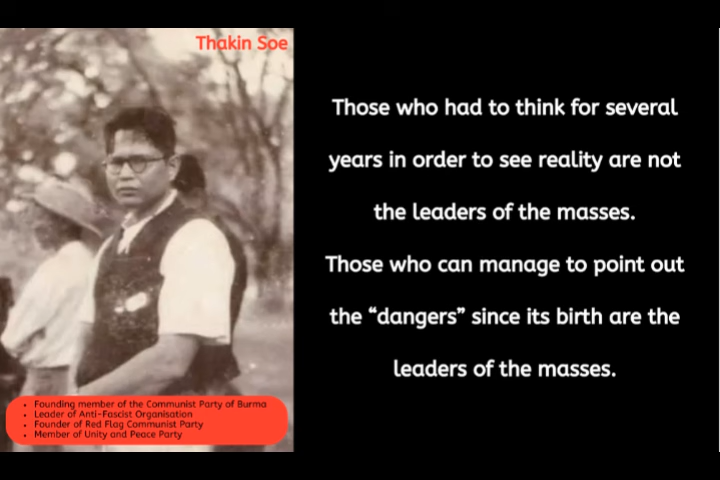 Thakin Soe
Those who had to think for several
years in order to see reality are not
the leaders of the masses.
Those who can manage to point out
the “dangers” since its birth are the
leaders of the masses.
• Founding member of the Communist Party of Burma
• Leader of Anti-Fascist Organisation
• Founder of Red Flag Communist Party
• Member of Unity and Peace Party